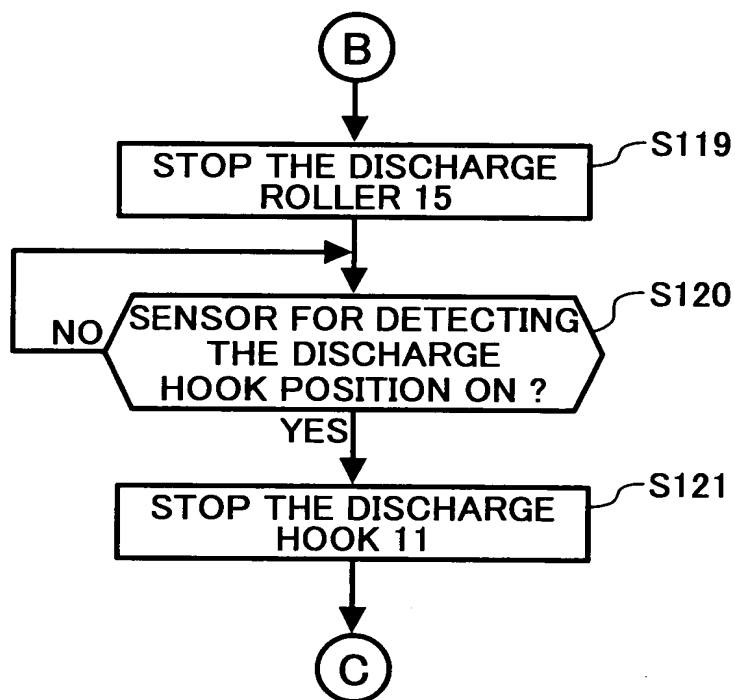 B
STOP THE DISCHARGE
ROLLER 15
S119
SENSOR FOR DETECTING
THE DISCHARGE
HOOK POSITION ON ?
S120
NO
YES
STOP THE DISCHARGE
HOOK 11
S121
C